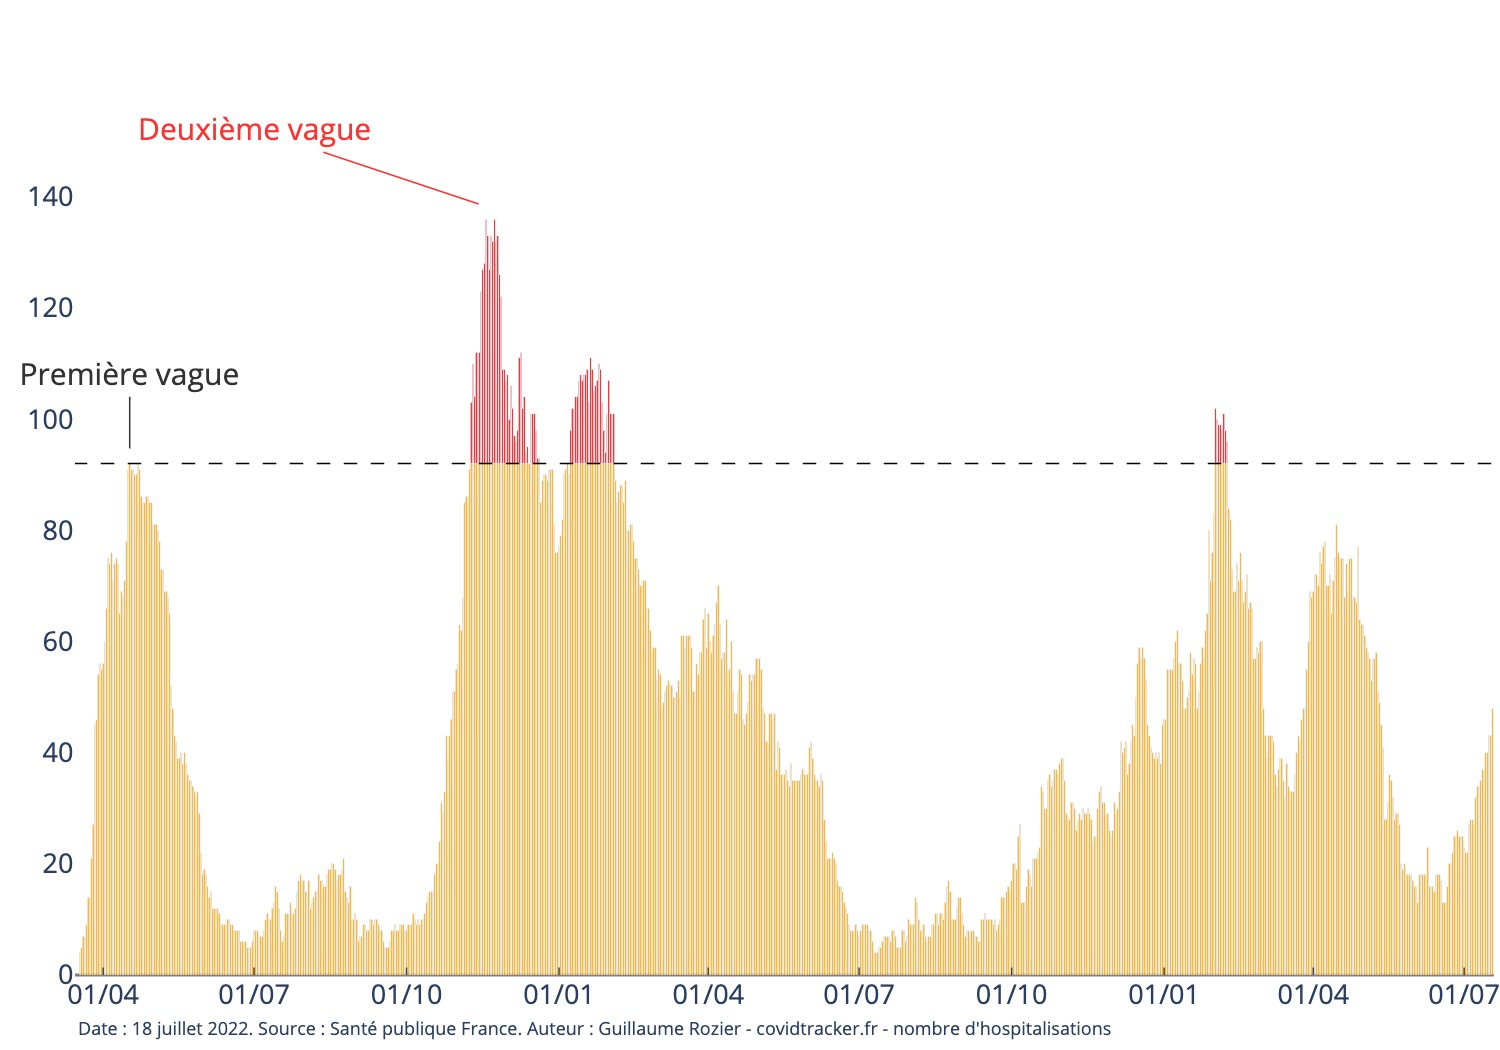 Deuxième vague
140
120
Première vague
100
80
60
40
20
0
01/04 01/07 01/10 01/01 01/04 01/07 01/10 01/01 01/04 01/07
Date : 18 juillet 2022. Source : Santé publique France. Auteur : Guillaume Rozier - covidtracker.fr - nombre d'hospitalisations